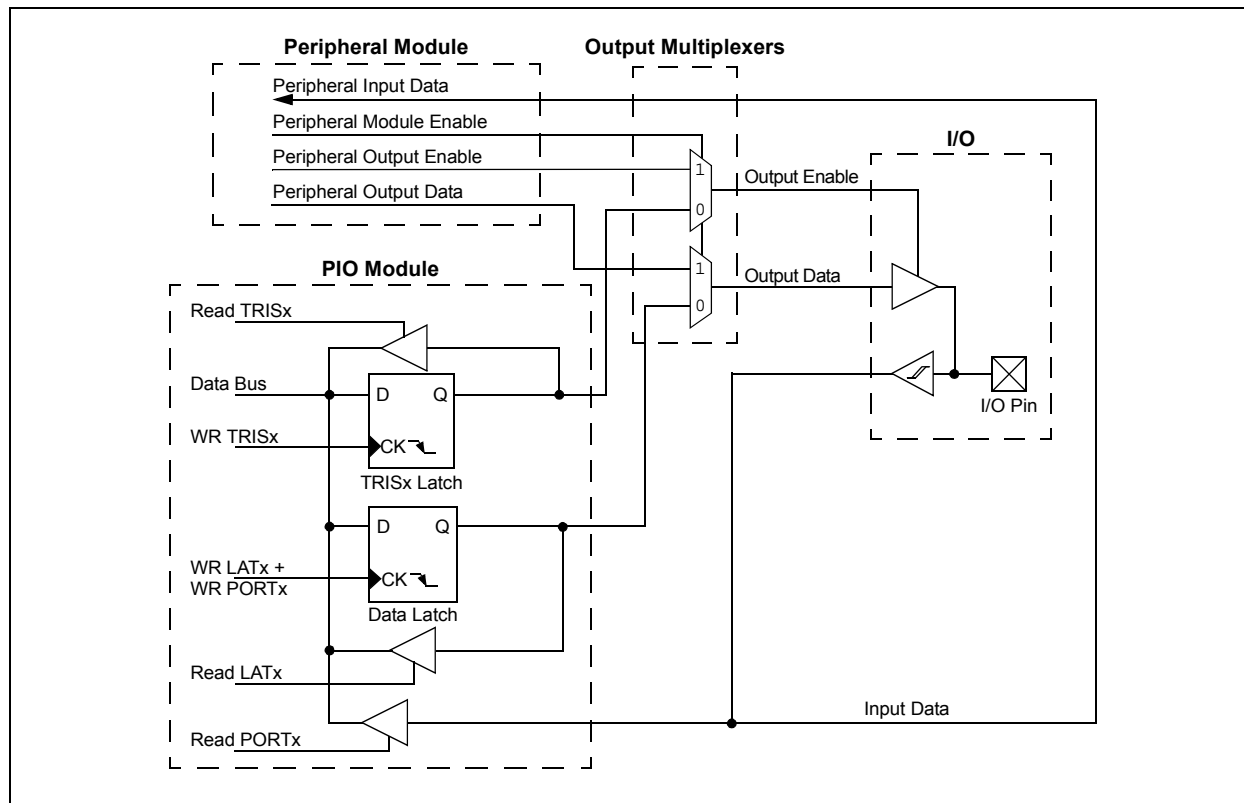 Peripheral Module
Output Multiplexers
Peripheral Input Data
Peripheral Module Enable
I/O
Peripheral Output Enable
1
Output Enable
Peripheral Output Data
0
PIO Module
1
Output Data
Read TRISx
0
Data Bus
D
Q
I/O Pin
WR TRISx
CK
TRISx Latch
D
Q
WR LATx +
WR PORTx
CK
Data Latch
Read LATx
Input Data
Read PORTx